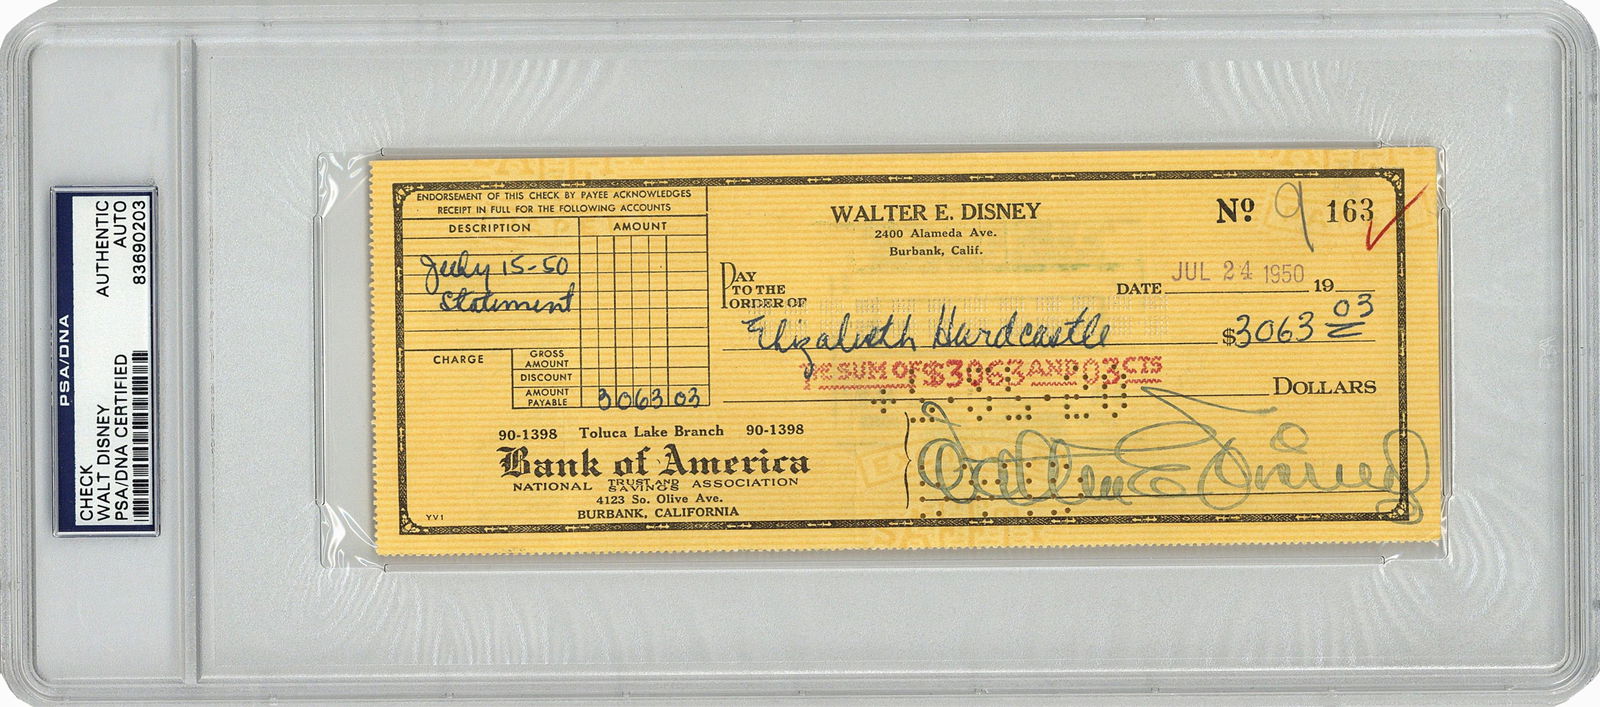 PSA/DNA
CHECK
WALT DISNEY
PSA/DNA CERTIFIED
AUTHENTIC
AUTO
83690203
ENDORSEMENT OF THIS CHECK BY PAYEE ACKNOWLEDGES
RECEIPT IN FULL FOR THE FOLLOWING ACCOUNTS
DESCRIPTION AMOUNT
July 15-50
Statement
CHARGE
GROSS AMOUNT
DISCOUNT
AMOUNT PAYABLE 3063 03
WALTER E. DISNEY
2400 Alameda Ave.
Burbank, Calif.
Nº 9 163
DATE JUL 24 1950 19
PAY
TO THE
ORDER OF
Elizabeth Hardcastle $3063 03
THE SUM OF $3063 AND 03 CTS
DOLLARS
90-1398 Toluca Lake Branch 90-1398
Bank of America
NATIONAL TRUST AND SAVINGS ASSOCIATION
4123 So. Olive Ave.
BURBANK, CALIFORNIA
YV1
Walter E Disney